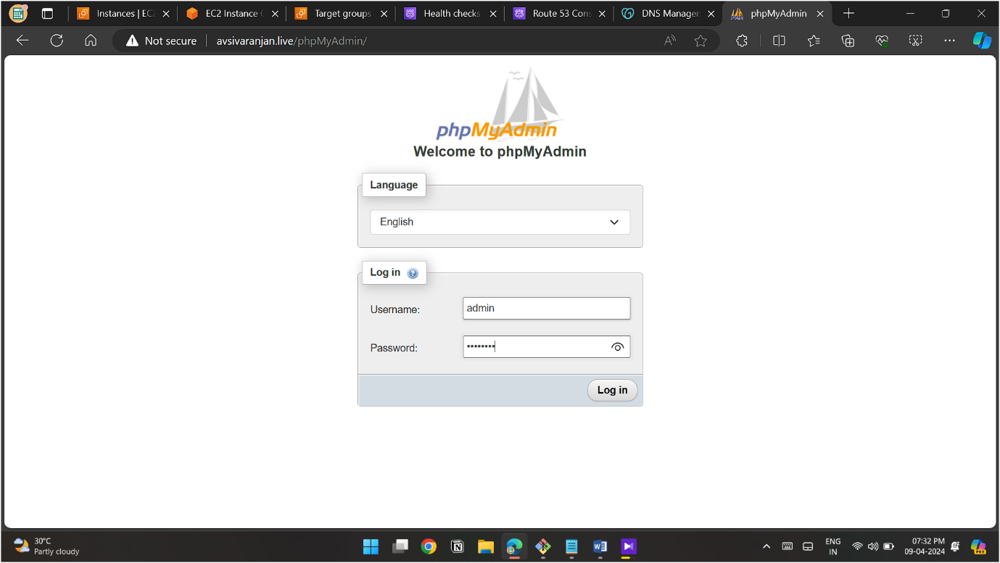 Instances | EC2
EC2 Instance C
Target groups
Health checks
Route 53 Cons
DNS Managem
phpMyAdmin
Not secure
avsivaranjan.live/phpMyAdmin/
phpMyAdmin
Welcome to phpMyAdmin
Language
English
Log in
Username:
admin
Password:
••••••••
Log in
30°C
Partly cloudy
ENG
IN
07:32 PM
09-04-2024
PRE